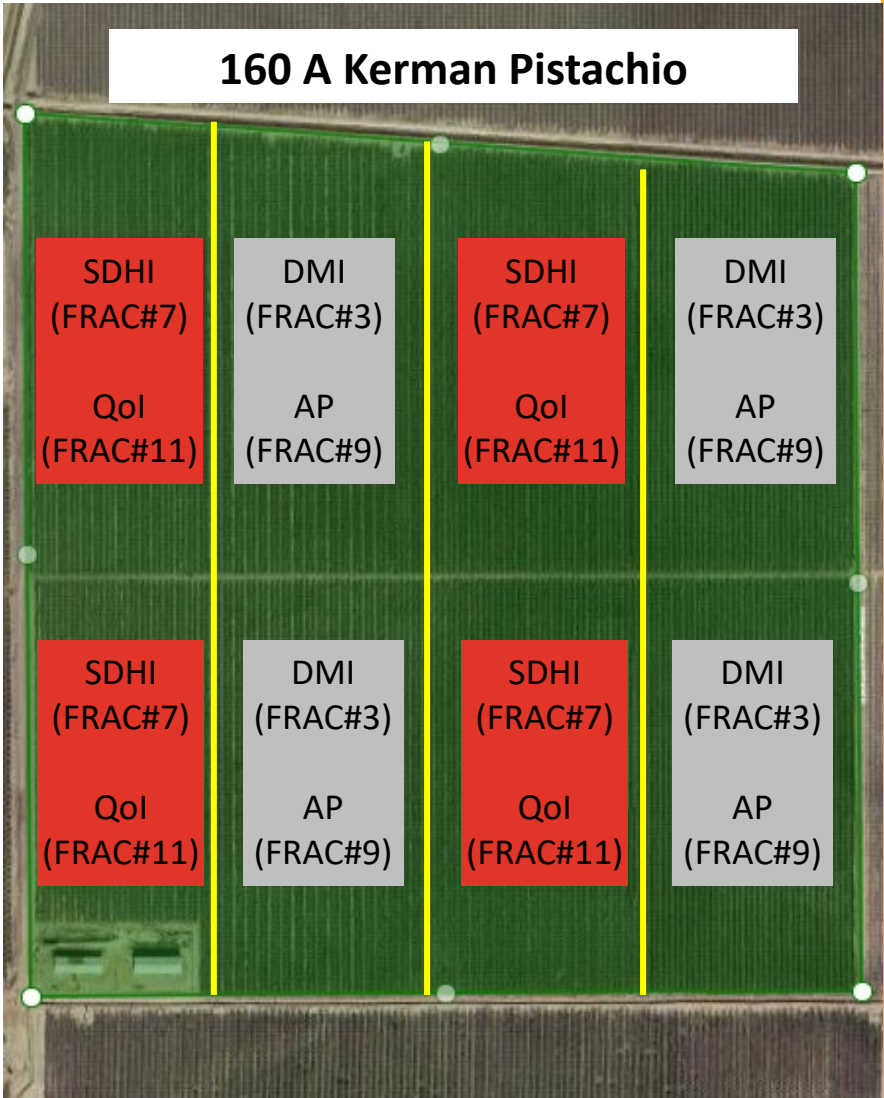 160 A Kerman Pistachio
SDHI
(FRAC#7)
QoI
(FRAC#11)
DMI
(FRAC#3)
AP
(FRAC#9)
SDHI
(FRAC#7)
QoI
(FRAC#11)
DMI
(FRAC#3)
AP
(FRAC#9)
SDHI
(FRAC#7)
QoI
(FRAC#11)
DMI
(FRAC#3)
AP
(FRAC#9)
SDHI
(FRAC#7)
QoI
(FRAC#11)
DMI
(FRAC#3)
AP
(FRAC#9)